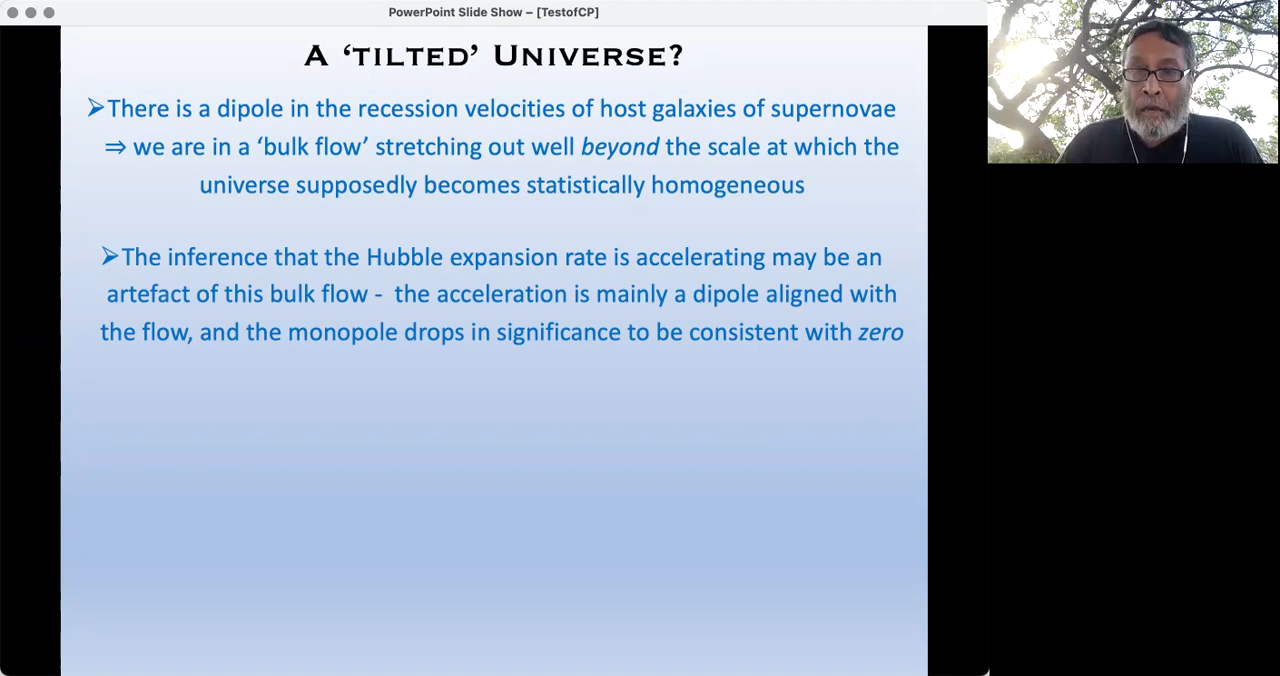 PowerPoint Slide Show – [TestofCP]
A ‘TILTED’ UNIVERSE?
➢There is a dipole in the recession velocities of host galaxies of supernovae
⇒ we are in a ‘bulk flow’ stretching out well beyond the scale at which the
universe supposedly becomes statistically homogeneous
➢The inference that the Hubble expansion rate is accelerating may be an
artefact of this bulk flow - the acceleration is mainly a dipole aligned with
the flow, and the monopole drops in significance to be consistent with zero